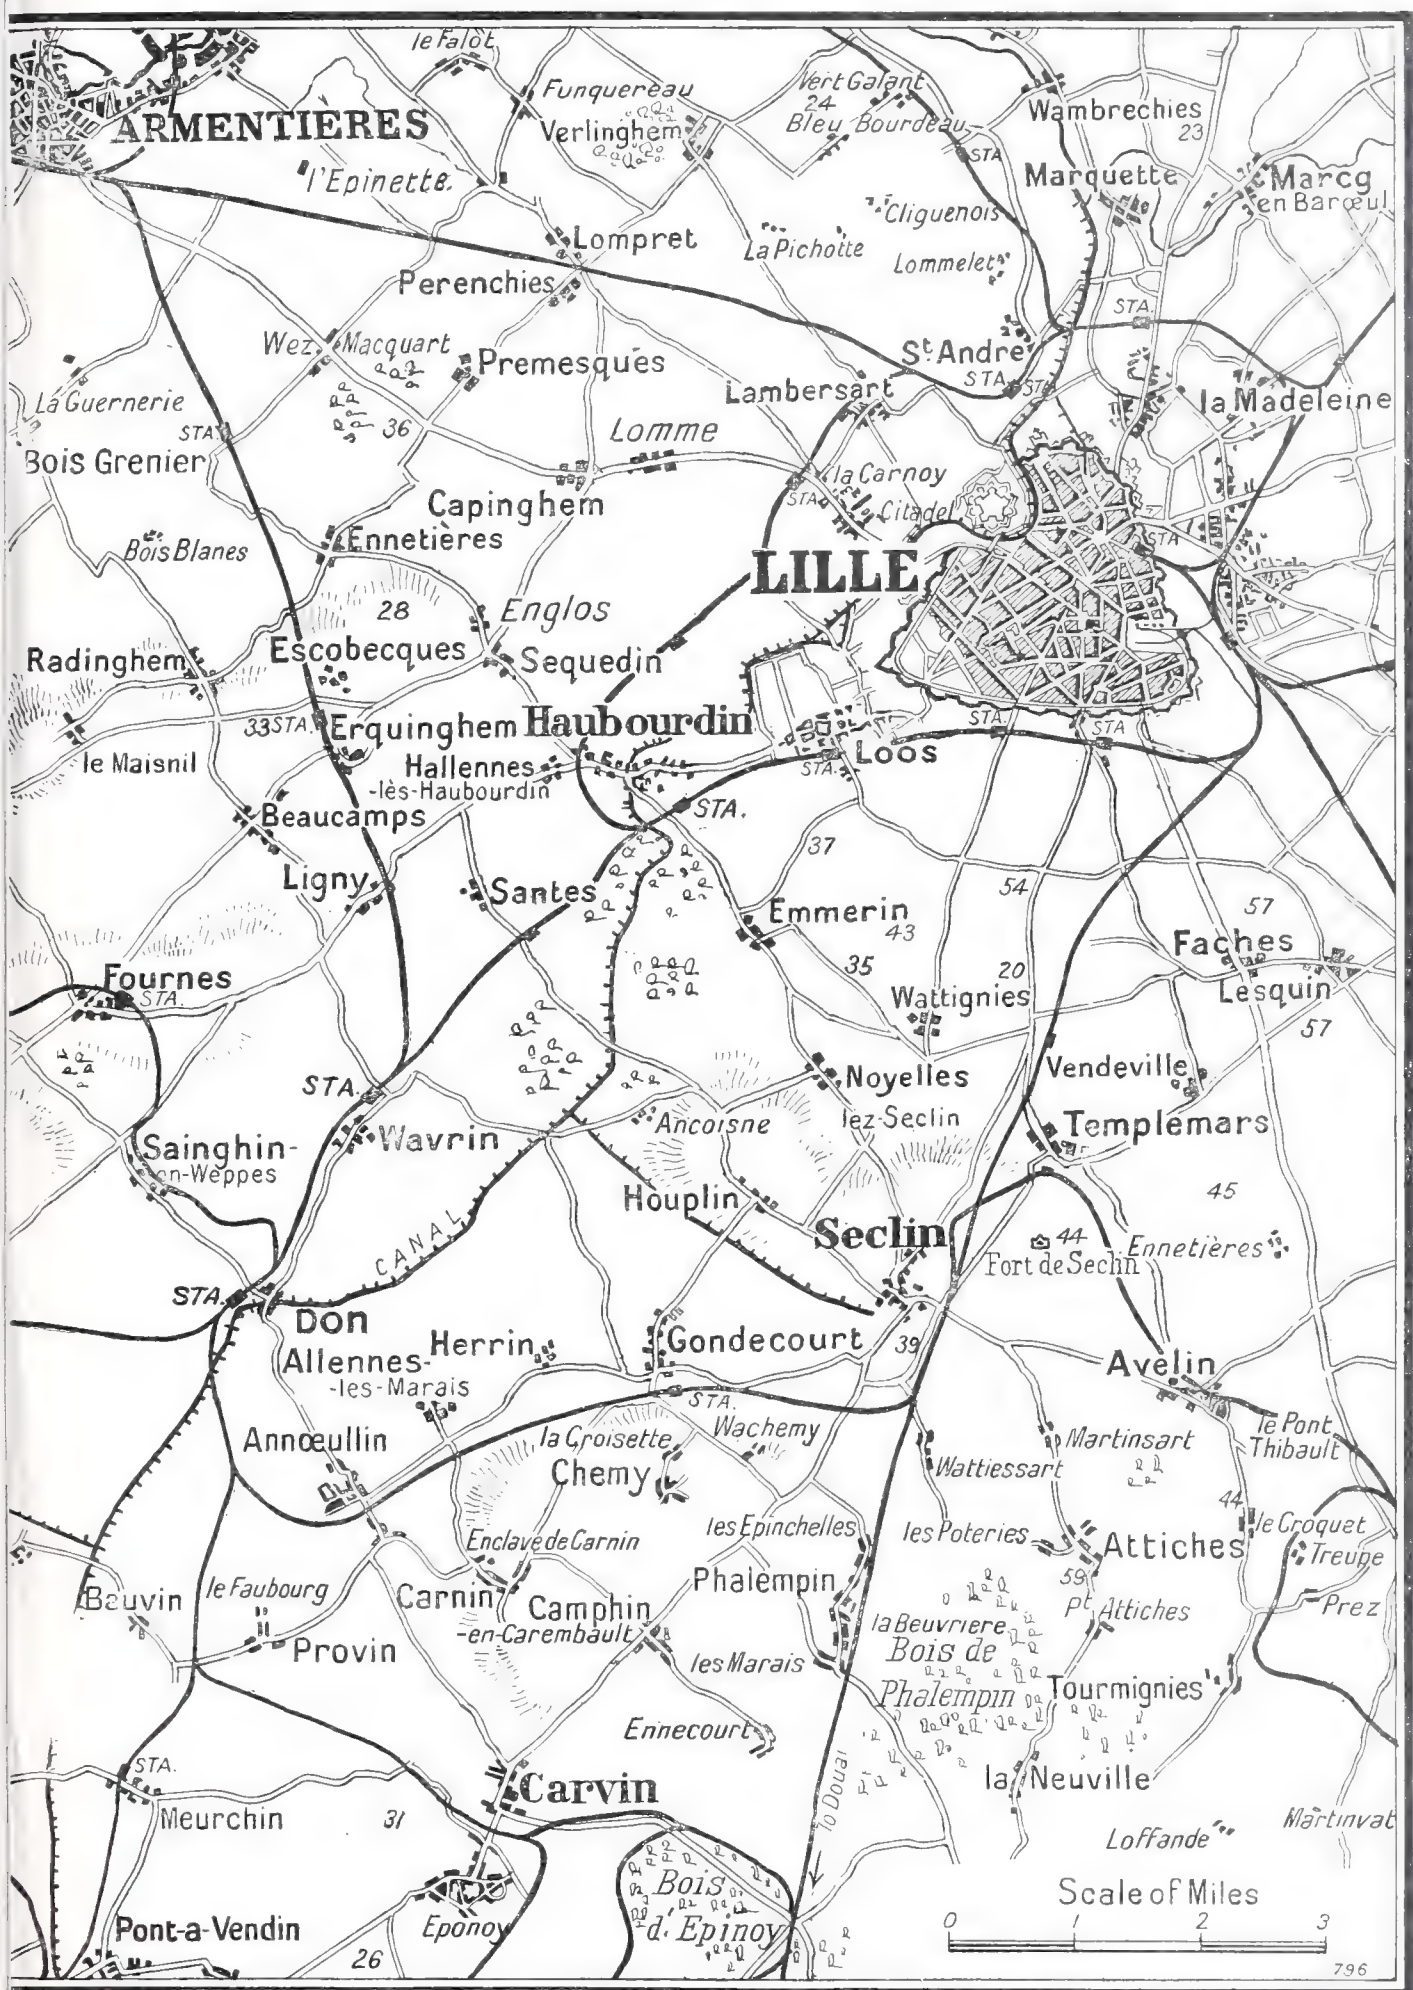 le Falot
Funquereau
Vert Galant
24
Bleu Bourdeau
Wambrechies
23
ARMENTIÈRES
Verlinghem
STA
l'Epinette.
Marquette
Marcg
en Barœul
Cliguenois
Lompret
La Pichotte
Lommelet
Perenchies
STA.
Wez Macquart
Premesques
St. Andre
STA.
STA.
La Guernerie
Lambersart
la Madeleine
STA
36
Lomme
Bois Grenier
la Carnoy
STA.
Citadel
Capinghem
Ennetières
STA
Bois Blanes
LILLE
28
Englos
Escobecques
Radinghem
Sequedin
33 STA.
Erquinghem
Haubourdin
STA.
STA
le Maisnil
Hallennes
-lès-Haubourdin
Loos
STA.
Beaucamps
STA.
37
Ligny
Santes
54
Emmerin
43
57
Faches
Fournes
STA.
35
20
Wattignies
Lesquin
57
STA.
Noyelles
lez-Seclin
Vendeville
Ancoisne
Wavrin
Templemars
Sainghin-
en-Weppes
Houplin
45
CANAL
Seclin
44
Fort de Seclin
Ennetières
STA.
Don
Herrin
Gondecourt
39
Allennes-
-les-Marais
Avelin
STA.
Annœullin
la Croisette
Wachemy
Martinsart
le Pont
Thibault
Chemy
Wattiessart
44
les Epinchelles
les Poteries
le Croquet
Enclave de Carnin
Attiches
Treupe
Bauvin
le Faubourg
Carnin
Phalempin
59
Camphin
-en-Carembault
la Beuvriere
Pt. Attiches
Prez
Provin
Bois de
Phalempin
les Marais
Tourmignies
Ennecourt
STA.
Carvin
To Douai
la Neuville
Meurchin
31
Loffande
Martinvat
Bois
d'Epinoy
Scale of Miles
0 1 2 3
Pont-a-Vendin
Eponoy
26
796